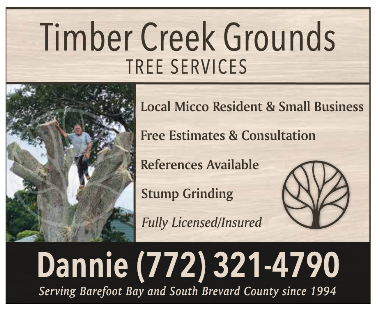 Timber Creek Grounds
TREE SERVICES
Local Micco Resident & Small Business
Free Estimates & Consultation
References Available
Stump Grinding
Fully Licensed/Insured
Dannie (772) 321-4790
Serving Barefoot Bay and South Brevard County since 1994